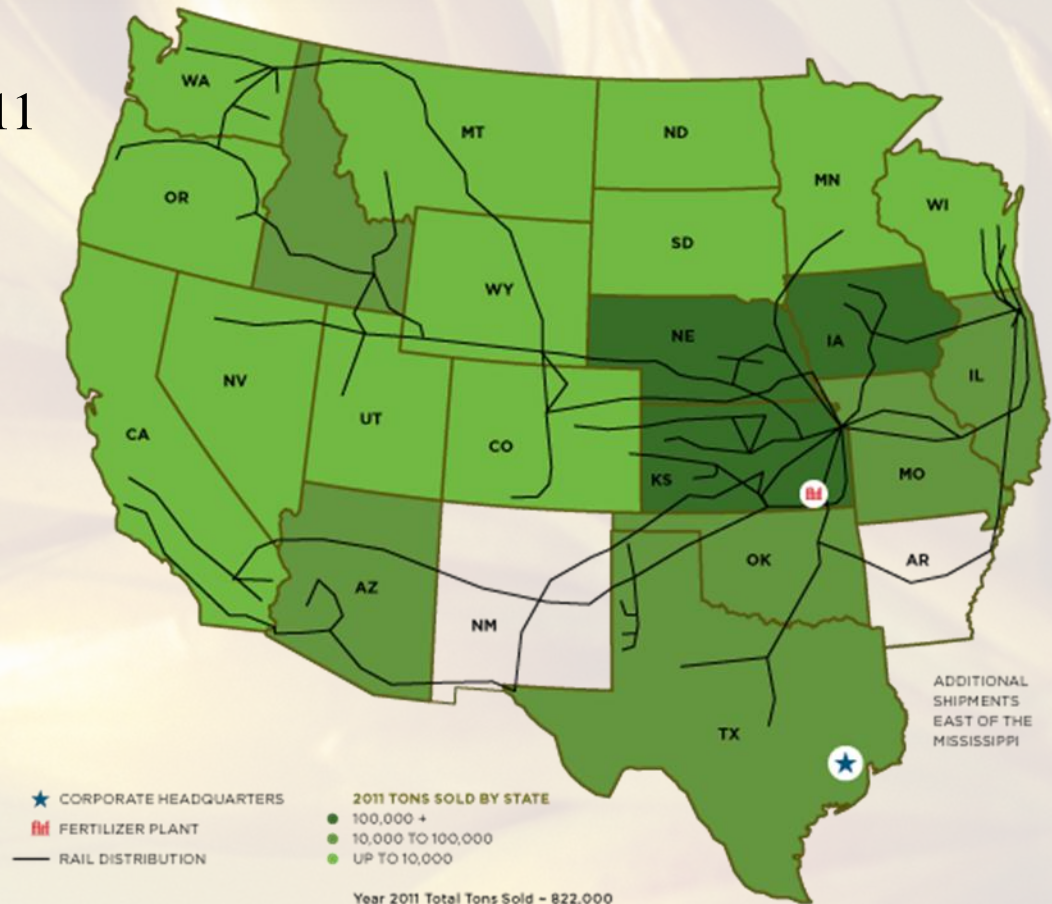 11
WA
MT
ND
MN
OR
WI
SD
WY
NE
IA
NV
IL
UT
CA
CO
KS
MO
OK
AR
AZ
NM
TX
ADDITIONAL
SHIPMENTS
EAST OF THE
MISSISSIPPI
CORPORATE HEADQUARTERS
FERTILIZER PLANT
RAIL DISTRIBUTION
2011 TONS SOLD BY STATE
100,000 +
10,000 TO 100,000
UP TO 10,000
Year 2011 Total Tons Sold – 822,000